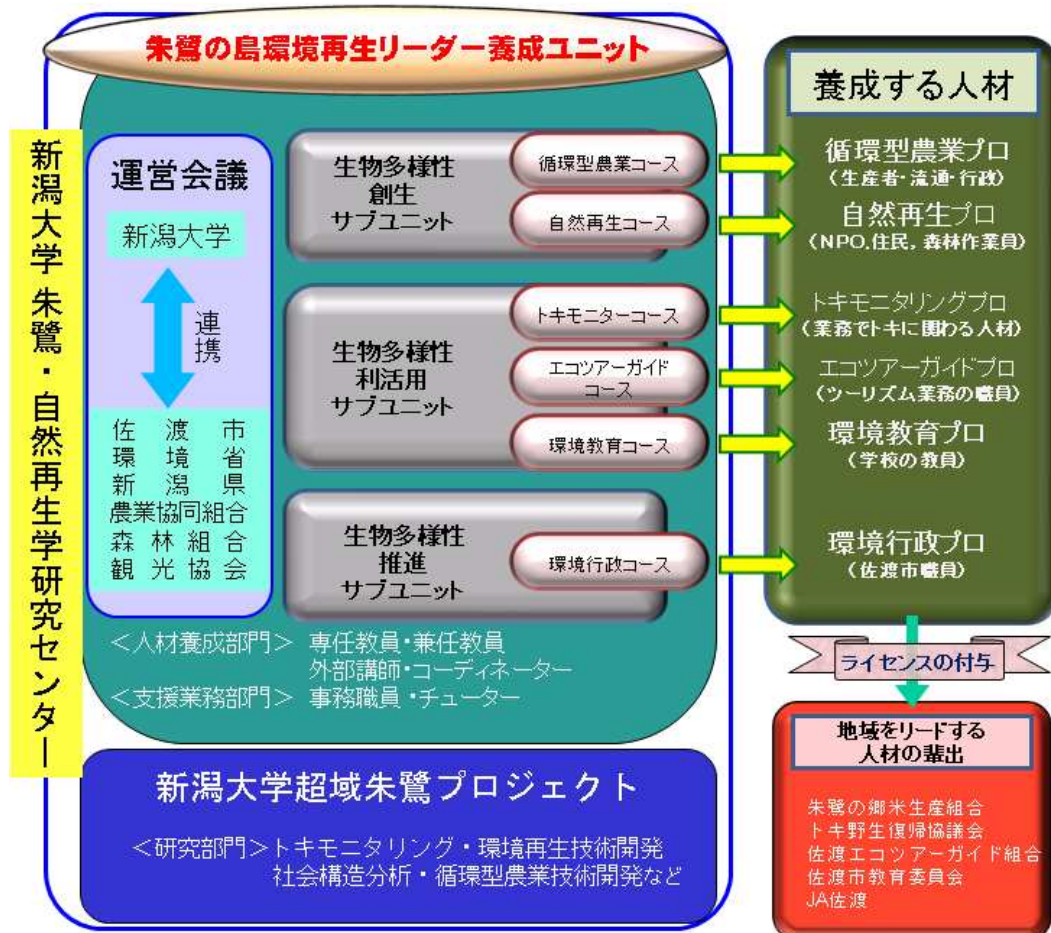 朱鷺の島環境再生リーダー養成ユニット
新潟大学 朱鷺・自然再生学研究センター
運営会議
新潟大学
連携
佐渡市
環境省
新潟県
農業協同組合
森林組合
観光協会
生物多様性
創生
サブユニット
循環型農業コース
自然再生コース
生物多様性
利活用
サブユニット
トキモニターコース
エコツアーガイド
コース
環境教育コース
生物多様性
推進
サブユニット
環境行政コース
<人材養成部門> 専任教員・兼任教員
外部講師・コーディネーター
<支援業務部門> 事務職員・チューター
新潟大学超域朱鷺プロジェクト
<研究部門>トキモニタリング・環境再生技術開発
社会構造分析・循環型農業技術開発など
養成する人材
循環型農業プロ
(生産者・流通・行政)
自然再生プロ
(NPO,住民, 森林作業員)
トキモニタリングプロ
(業務でトキに関わる人材)
エコツアーガイドプロ
(ツーリズム業務の職員)
環境教育プロ
(学校の教員)
環境行政プロ
(佐渡市職員)
ライセンスの付与
地域をリードする
人材の輩出
朱鷺の郷米生産組合
トキ野生復帰協議会
佐渡エコツアーガイド組合
佐渡市教育委員会
JA佐渡